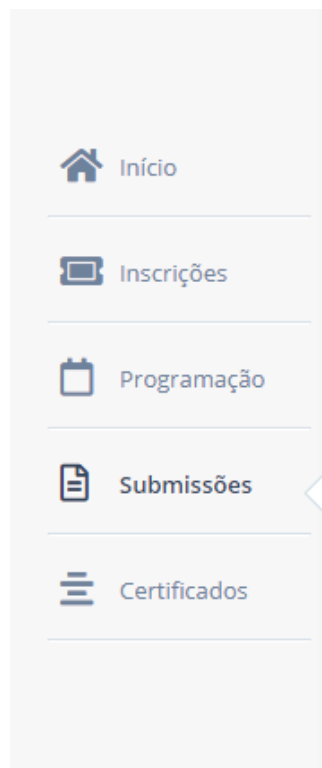 Início
Inscrições
Programação
Submissões
Certificados